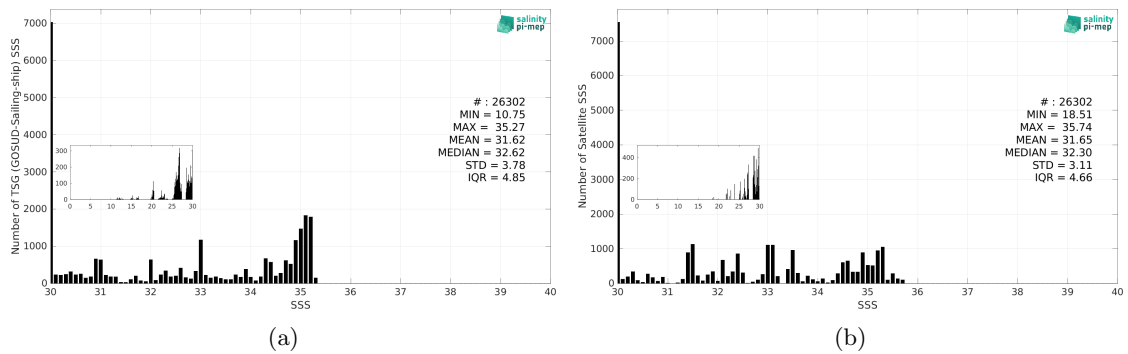 7000
6000
5000
4000
3000
2000
1000
0
Number of TSG (GOSUD-Sailing-ship) SSS
salinity
pi-mep
# : 26302
MIN = 10.75
MAX = 35.27
MEAN = 31.62
MEDIAN = 32.62
STD = 3.78
IQR = 4.85
300
200
100
0
0 5 10 15 20 25 30
30 31 32 33 34 35 36 37 38 39 40
SSS
(a)
7000
6000
5000
4000
3000
2000
1000
0
Number of Satellite SSS
salinity
pi-mep
# : 26302
MIN = 18.51
MAX = 35.74
MEAN = 31.65
MEDIAN = 32.30
STD = 3.11
IQR = 4.66
400
200
0
0 5 10 15 20 25 30
30 31 32 33 34 35 36 37 38 39 40
SSS
(b)